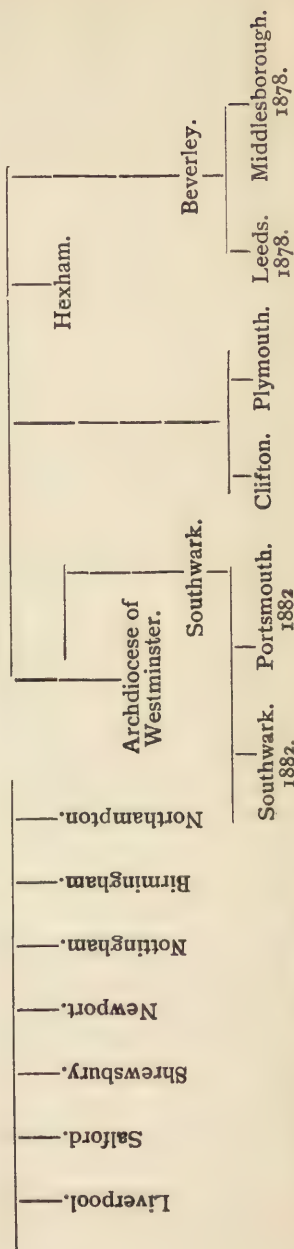 Liverpool.
Salford.
Shrewsbury.
Newport.
Nottingham.
Birmingham.
Northampton.
Archdiocese of
Westminster.
Southwark.
Southwark.
1882.
Portsmouth.
1882
Clifton.
Plymouth.
Hexham.
Beverley.
Leeds.
1878.
Middlesborough.
1878.